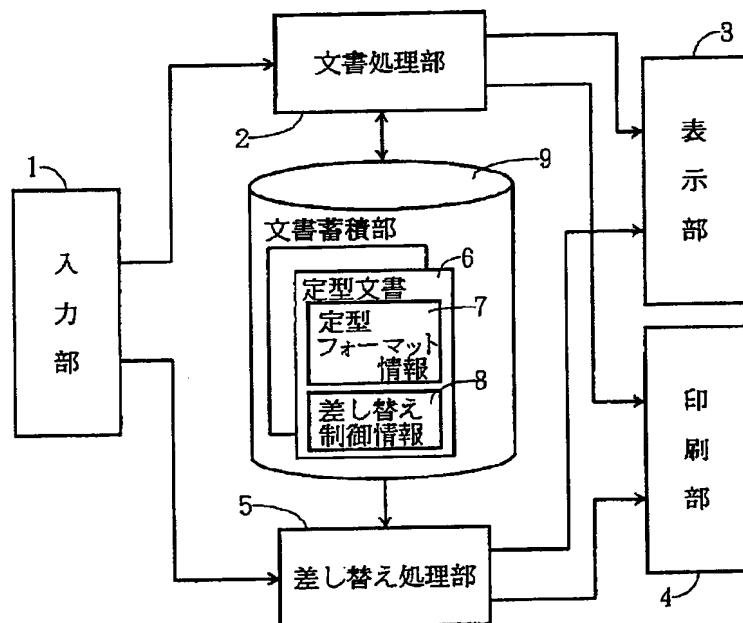 文書処理部
2
3
表示部
1
入力部
9
文書蓄積部
6
定型文書
7
定型
フォーマット
情報
8
差し替え
制御情報
印刷部
4
5
差し替え処理部